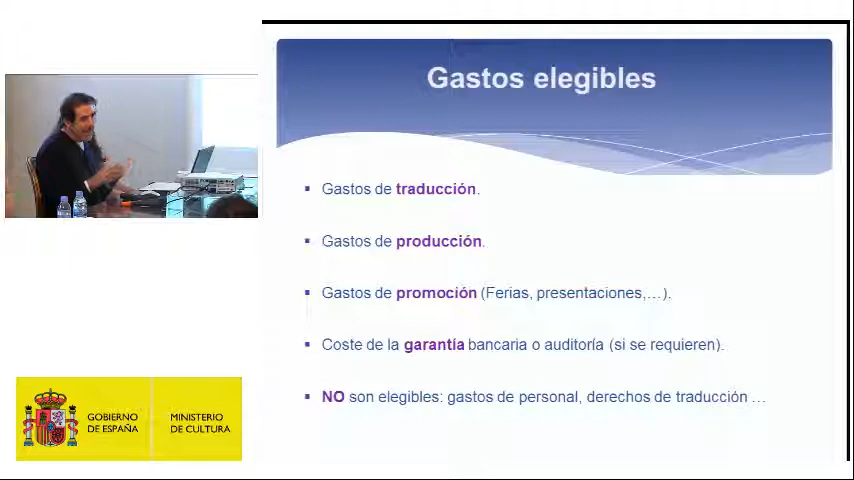 Gastos elegibles
▪ Gastos de traducción.
▪ Gastos de producción.
▪ Gastos de promoción (Ferias, presentaciones,…).
▪ Coste de la garantía bancaria o auditoría (si se requieren).
▪ NO son elegibles: gastos de personal, derechos de traducción …
GOBIERNO
DE ESPAÑA
MINISTERIO
DE CULTURA